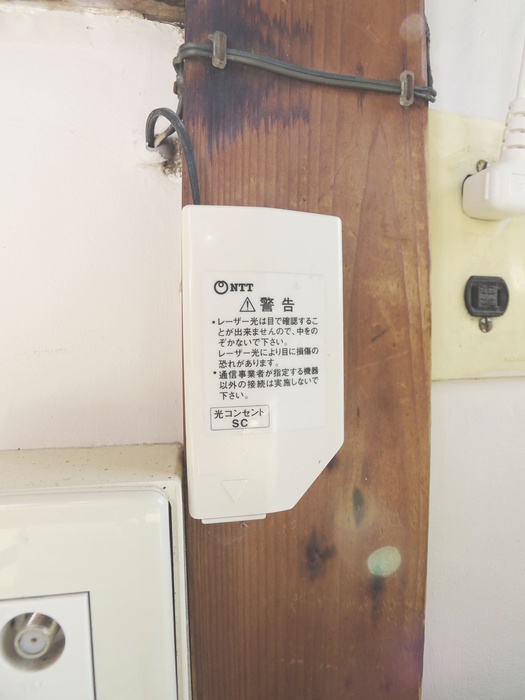 NTT
⚠警告
•レーザー光は目で確認するこ
とが出来ませんので、中をの
ぞかないで下さい。
レーザー光により目に損傷の
恐れがあります。
•通信事業者が指定する機器
以外の接続は実施しないで
下さい。
光コンセント
SC